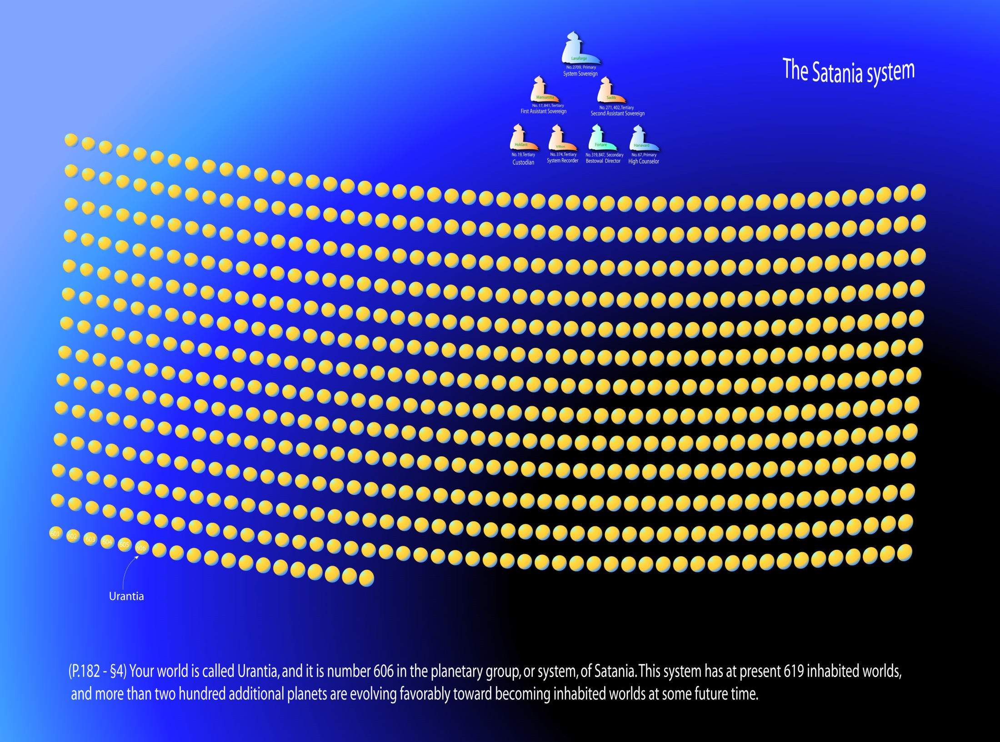 The Satania system
Lanaforge
No. 2709, Primary
System Sovereign
Mansurotia
No. 17, 841, Tertiary
First Assistant Sovereign
Sadib
No. 271, 402, Tertiary
Second Assistant Sovereign
Holdant
No. 19, Tertiary
Custodian
Vilton
No. 374, Tertiary
System Recorder
Fortant
No. 319, 847, Secondary
Bestowal Director
Hanavard
No. 67, Primary
High Counselor
601 602 603 604 605 606
Urantia
(P.182 - §4) Your world is called Urantia, and it is number 606 in the planetary group, or system, of Satania. This system has at present 619 inhabited worlds,
and more than two hundred additional planets are evolving favorably toward becoming inhabited worlds at some future time.